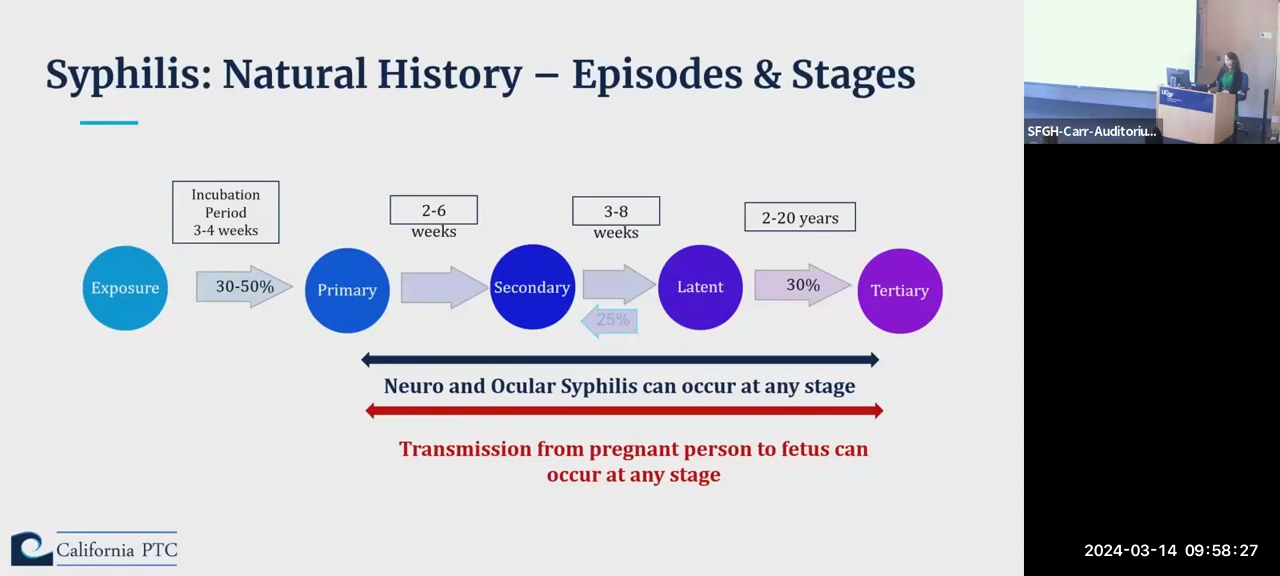 Syphilis: Natural History – Episodes & Stages
Incubation
Period
3-4 weeks
2-6
weeks
3-8
weeks
2-20 years
Exposure
30-50%
Primary
Secondary
25%
Latent
30%
Tertiary
Neuro and Ocular Syphilis can occur at any stage
Transmission from pregnant person to fetus can
occur at any stage
California PTC
UCSF
SFGH-Carr-Auditoriu...
2024-03-14 09:58:27